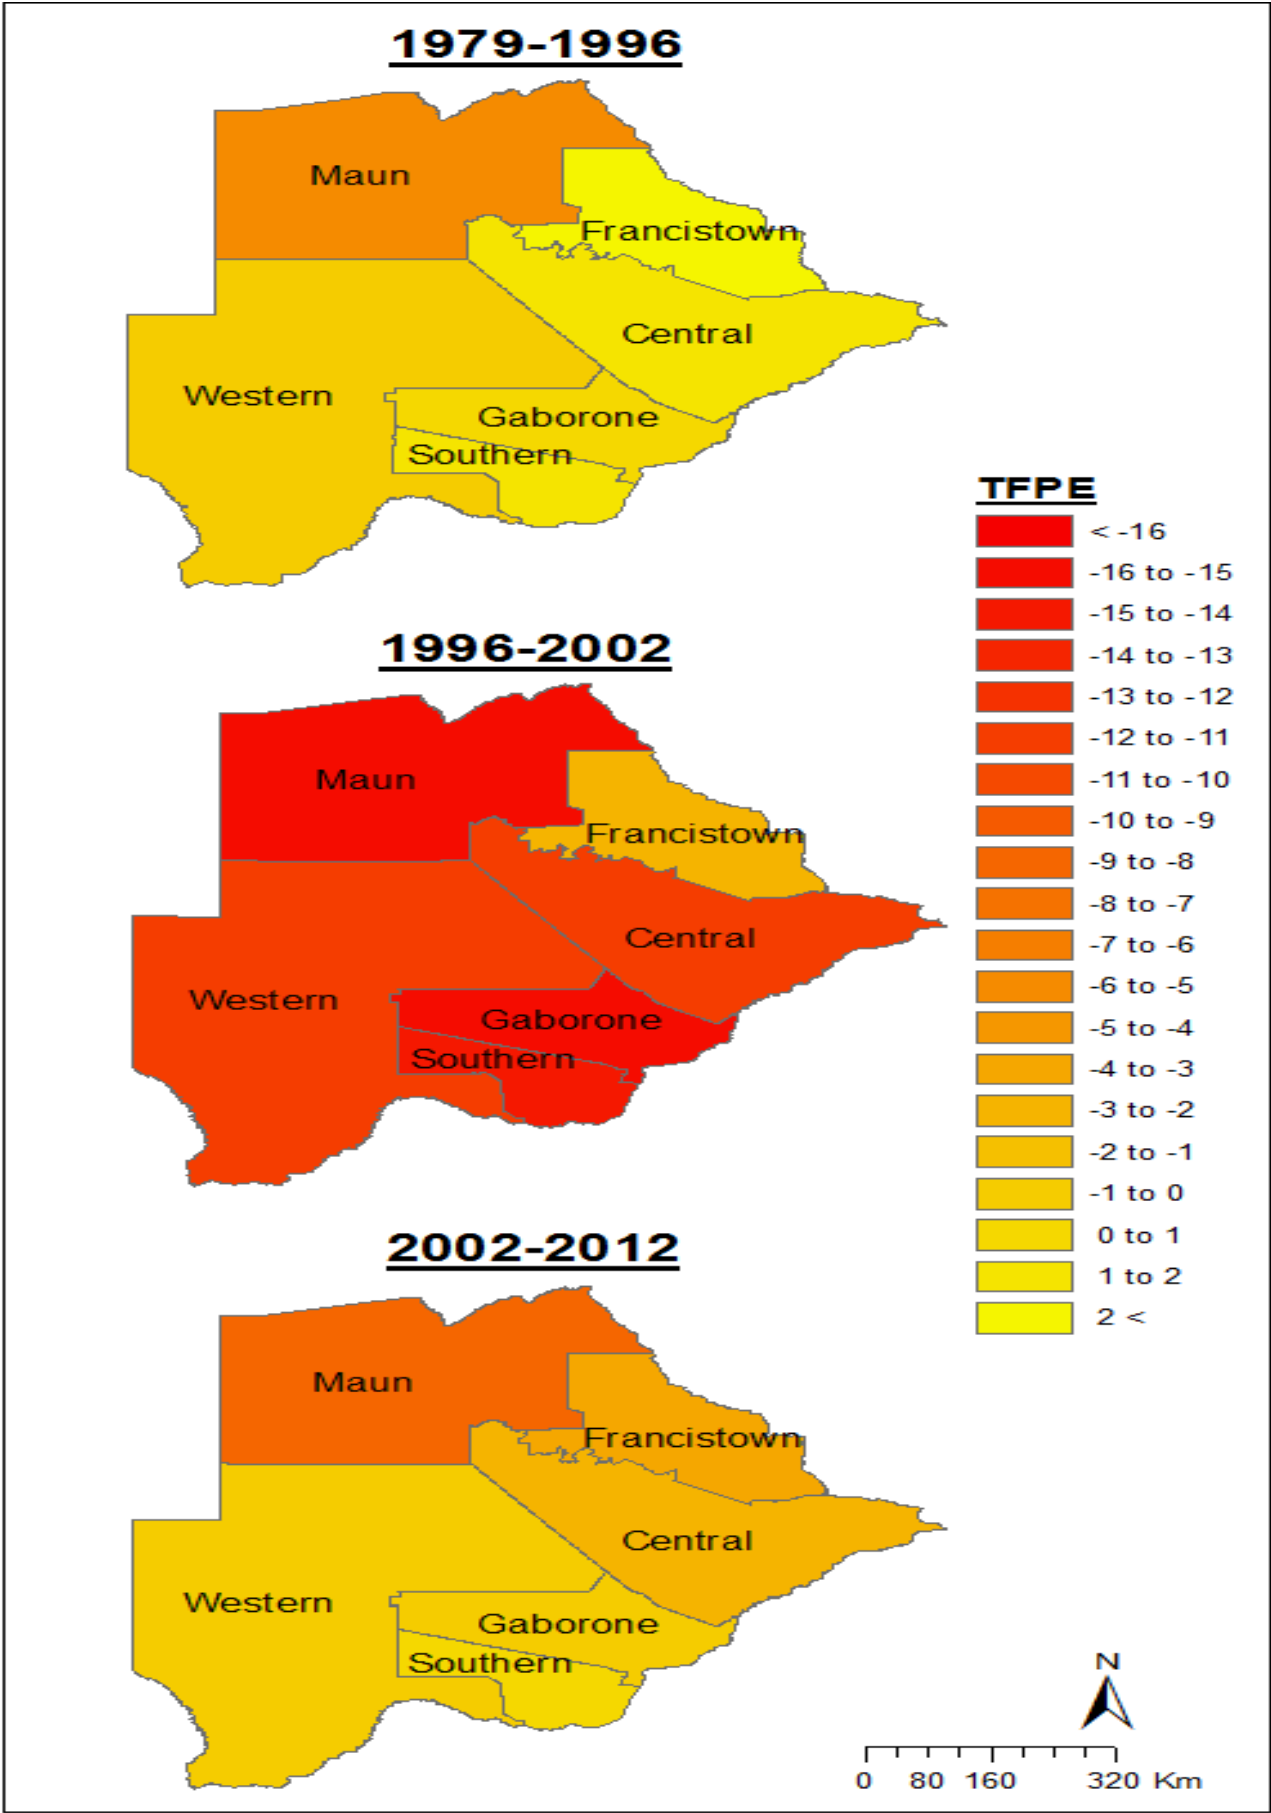 1979-1996
Maun
Francistown
Central
Western
Gaborone
Southern
TFPE
< -16
-16 to -15
-15 to -14
-14 to -13
-13 to -12
-12 to -11
-11 to -10
-10 to -9
-9 to -8
-8 to -7
-7 to -6
-6 to -5
-5 to -4
-4 to -3
-3 to -2
-2 to -1
-1 to 0
0 to 1
1 to 2
2 <
1996-2002
Maun
Francistown
Central
Western
Gaborone
Southern
2002-2012
Maun
Francistown
Central
Western
Gaborone
Southern
N
0 80 160 320 Km